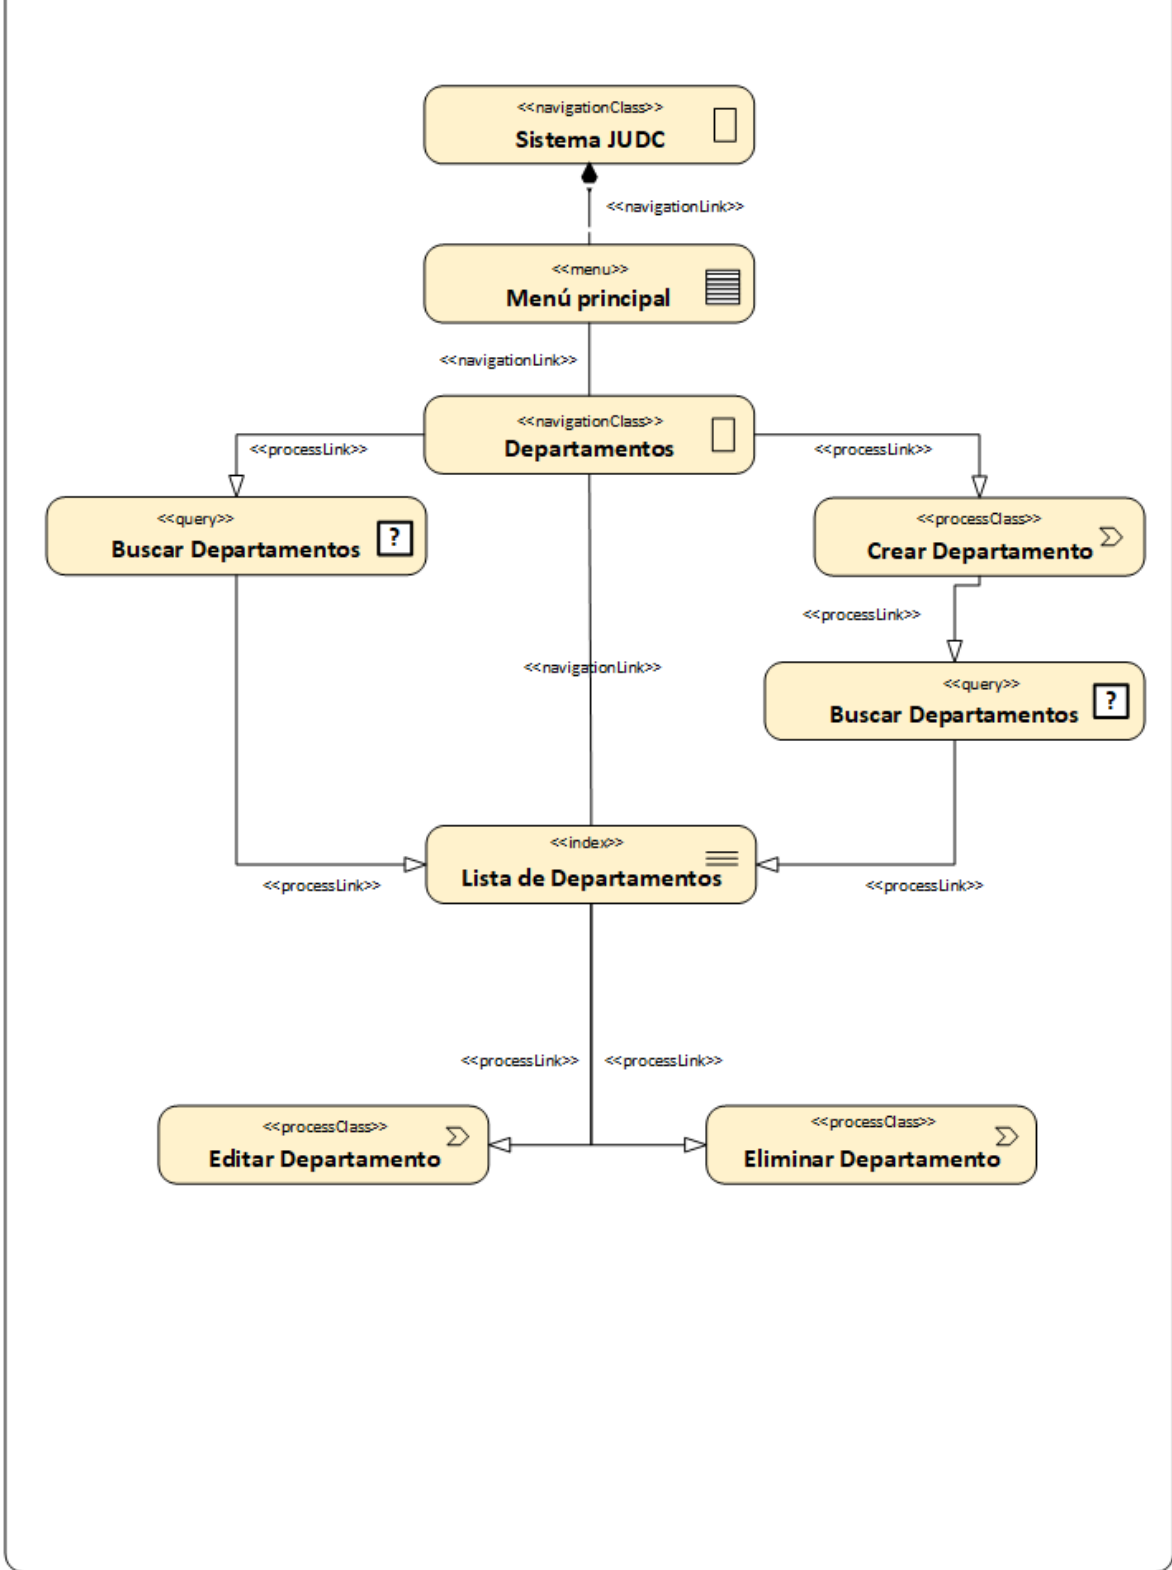 <<navigationClass>>
Sistema JUDC
<<navigationLink>>
<<menu>>
Menú principal
<<navigationLink>>
<<navigationClass>>
Departamentos
<<processLink>>
<<processLink>>
<<query>>
Buscar Departamentos
?
<<processClass>>
Crear Departamento
<<processLink>>
<<navigationLink>>
<<query>>
Buscar Departamentos
?
<<index>>
Lista de Departamentos
<<processLink>>
<<processLink>>
<<processLink>>
<<processLink>>
<<processClass>>
Editar Departamento
<<processClass>>
Eliminar Departamento